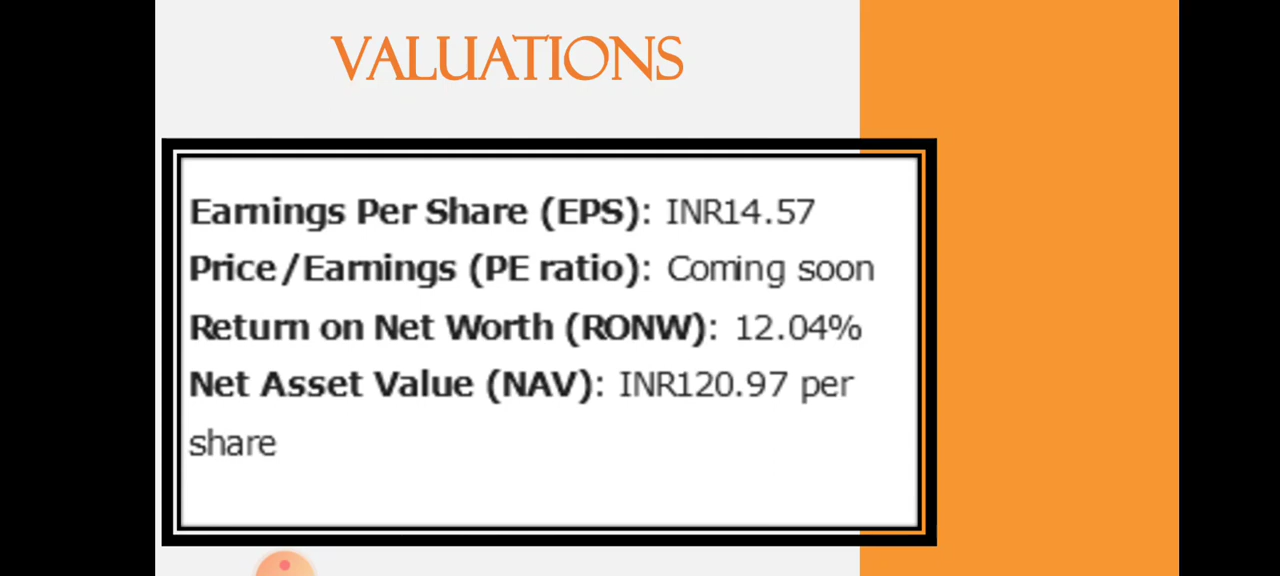 VALUATIONS
Earnings Per Share (EPS): INR14.57
Price/Earnings (PE ratio): Coming soon
Return on Net Worth (RONW): 12.04%
Net Asset Value (NAV): INR120.97 per
share